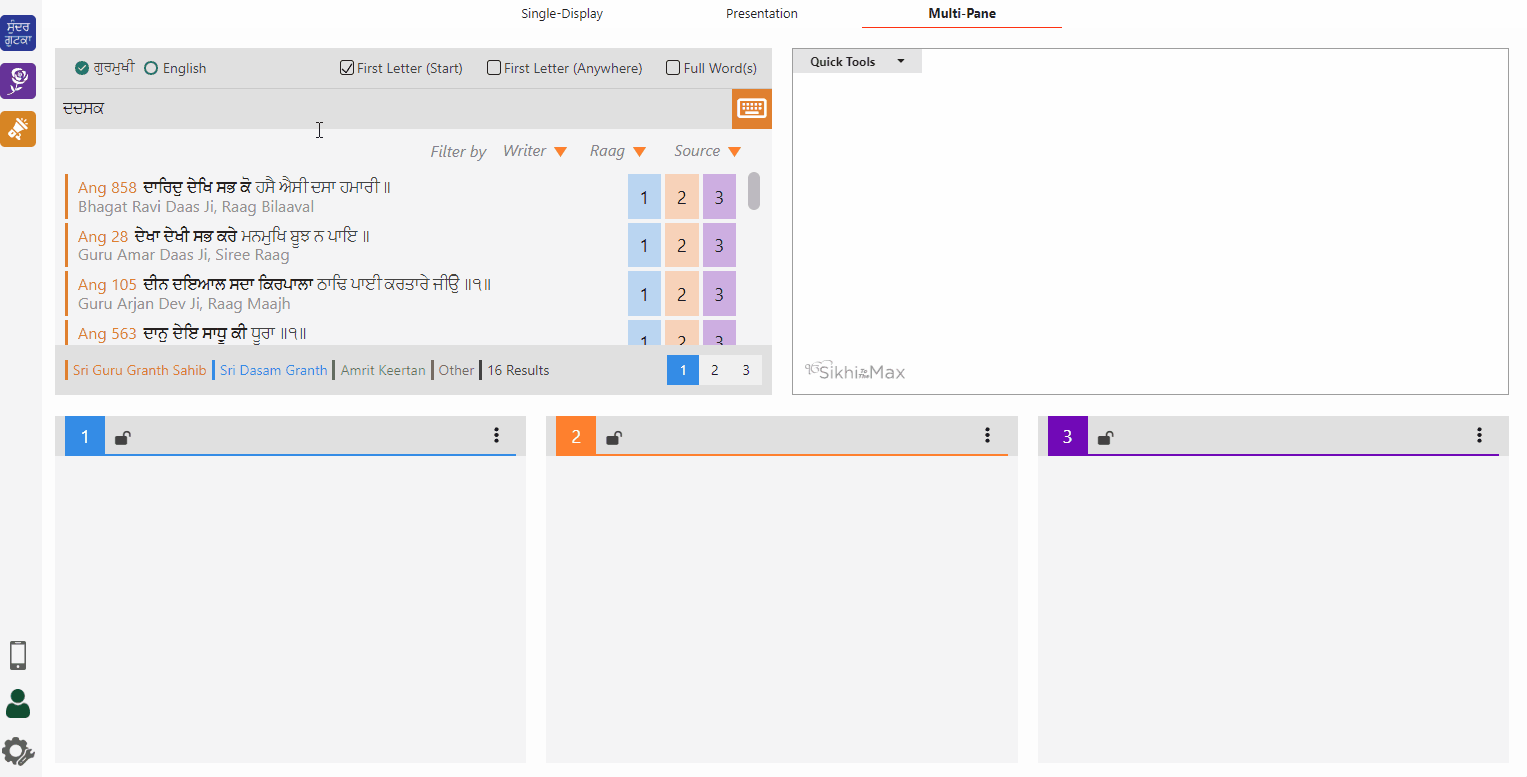 Single-Display Presentation Multi-Pane
ਸੁੰਦਰ
ਗੁਟਕਾ
ਗੁਰਮੁਖੀ English First Letter (Start) First Letter (Anywhere) Full Word(s)
ਦਦਸਕ
Filter by Writer Raag Source
Ang 858 ਦਾਰਿਦੁ ਦੇਖਿ ਸਭ ਕੋ ਹਸੈ ਐਸੀ ਦਸਾ ਹਮਾਰੀ ॥ 1 2 3
Bhagat Ravi Daas Ji, Raag Bilaaval
Ang 28 ਦੇਖਾ ਦੇਖੀ ਸਭ ਕਰੇ ਮਨਮੁਖਿ ਬੂਝ ਨ ਪਾਇ ॥ 1 2 3
Guru Amar Daas Ji, Siree Raag
Ang 105 ਦੀਨ ਦਇਆਲ ਸਦਾ ਕਿਰਪਾਲਾ ਠਾਢਿ ਪਾਈ ਕਰਤਾਰੇ ਜੀਉ ॥੧॥ 1 2 3
Guru Arjan Dev Ji, Raag Maajh
Ang 563 ਦਾਨੁ ਦੇਇ ਸਾਧੂ ਕੀ ਧੂਰਾ ॥੧॥ 1 2 3
Sri Guru Granth Sahib Sri Dasam Granth Amrit Keertan Other 16 Results 1 2 3
Quick Tools
ੴ Sikhi To The Max
1
2
3